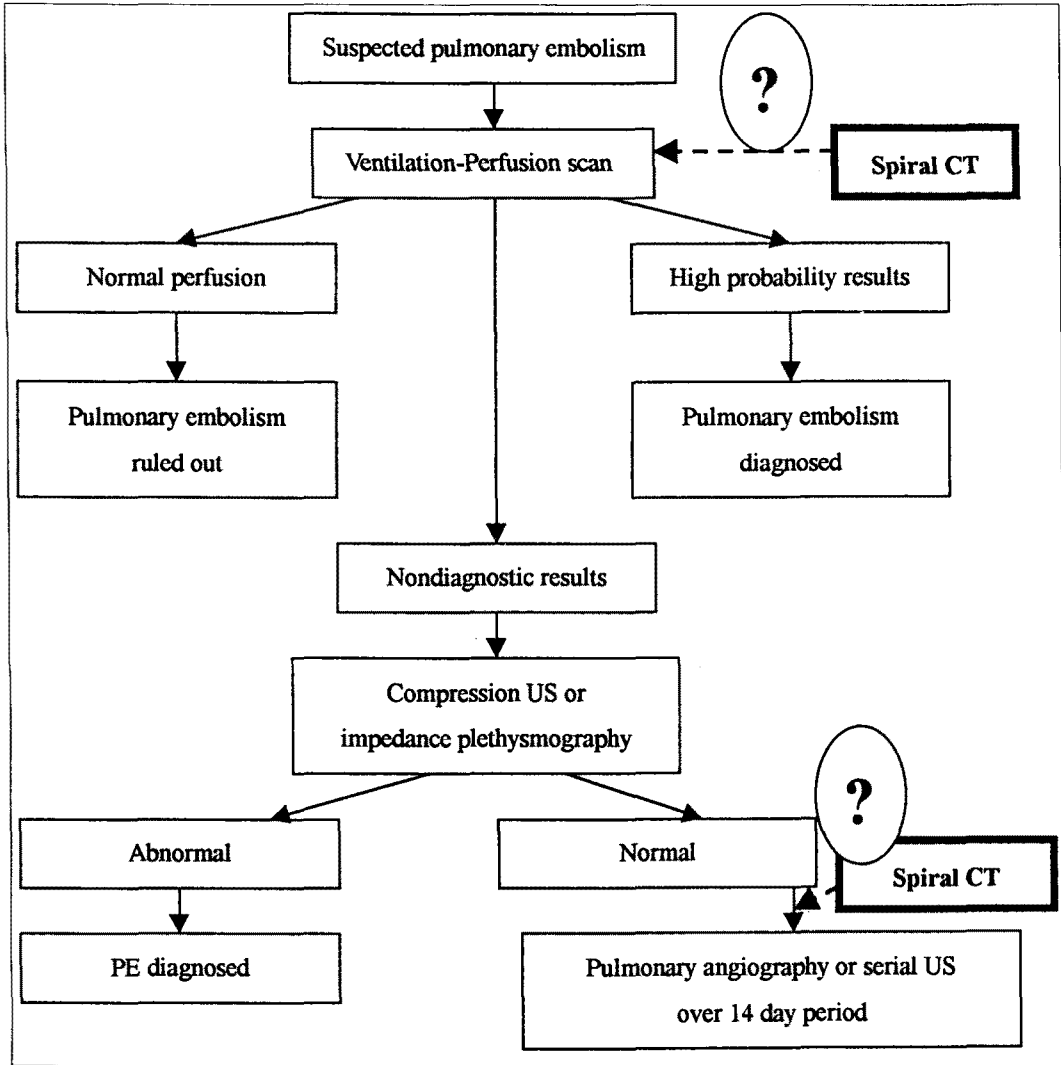 Suspected pulmonary embolism
?
Ventilation-Perfusion scan
Spiral CT
Normal perfusion
High probability results
Pulmonary embolism
ruled out
Pulmonary embolism
diagnosed
Nondiagnostic results
Compression US or
impedance plethysmography
?
Abnormal
Normal
Spiral CT
PE diagnosed
Pulmonary angiography or serial US
over 14 day period